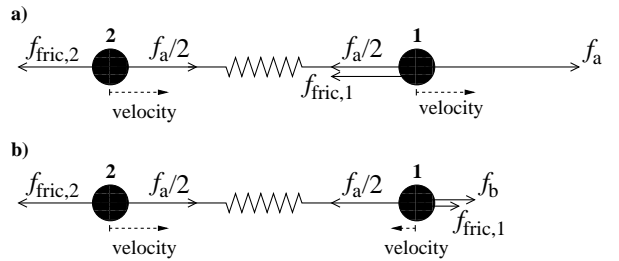 a)
2 1
f_fric,2 f_a/2 f_a/2 f_a
f_fric,1
velocity velocity
b)
2 1
f_fric,2 f_a/2 f_a/2 f_b
f_fric,1
velocity velocity